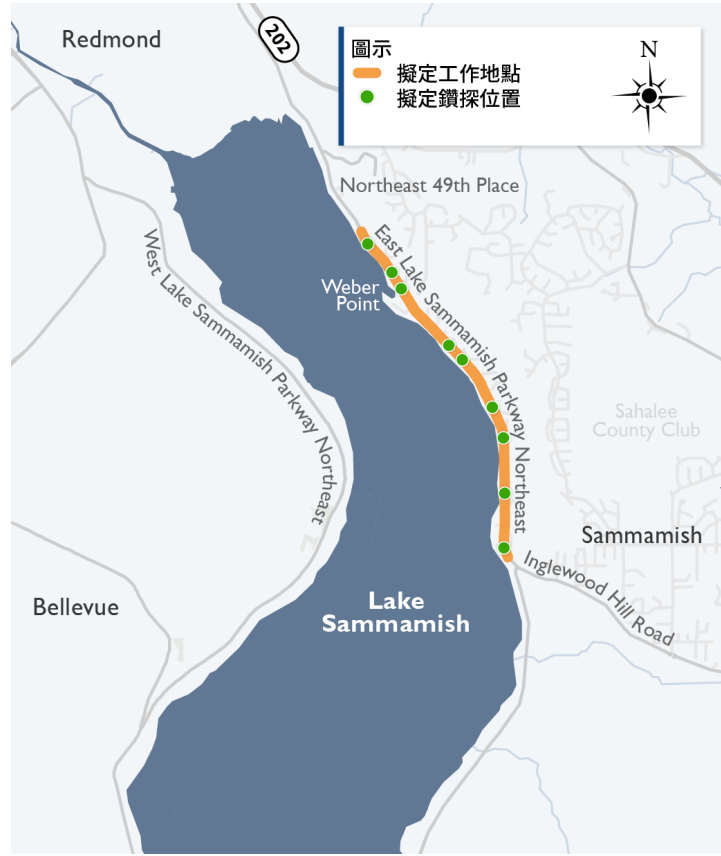 Redmond
202
圖示
擬定工作地點
擬定鑽探位置
N
Northeast 49th Place
East Lake Sammamish Parkway Northeast
West Lake Sammamish Parkway Northeast
Weber
Point
Sahalee
County Club
Sammamish
Inglewood Hill Road
Bellevue
Lake
Sammamish